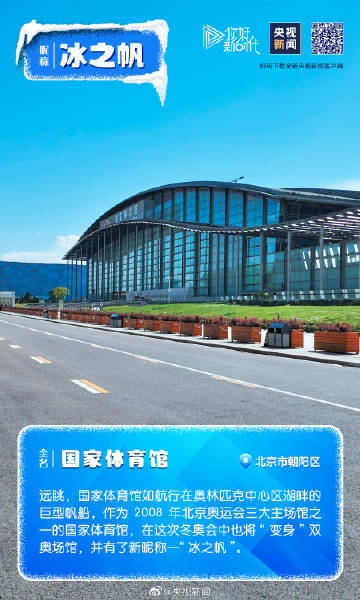 昵称 冰之帆
你好新时代
央视新闻
扫码下载全新央视新闻客户端
国家体育馆
全名 国家体育馆
北京市朝阳区
远眺，国家体育馆如航行在奥林匹克中心区湖畔的
巨型帆船，作为 2008 年北京奥运会三大主场馆之
一的国家体育馆，在这次冬奥会中也将“变身”双
奥场馆，并有了新昵称—“冰之帆”。
@央视新闻